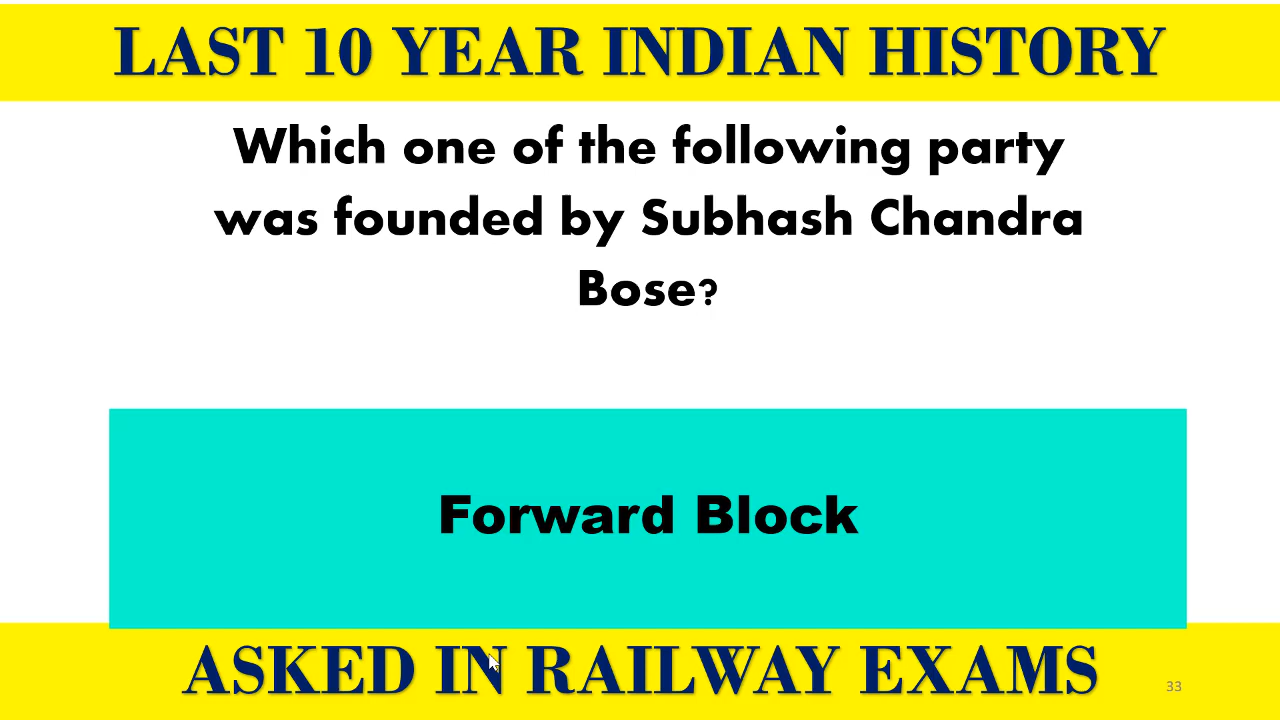 LAST 10 YEAR INDIAN HISTORY
Which one of the following party
was founded by Subhash Chandra
Bose?
Forward Block
ASKED IN RAILWAY EXAMS
33